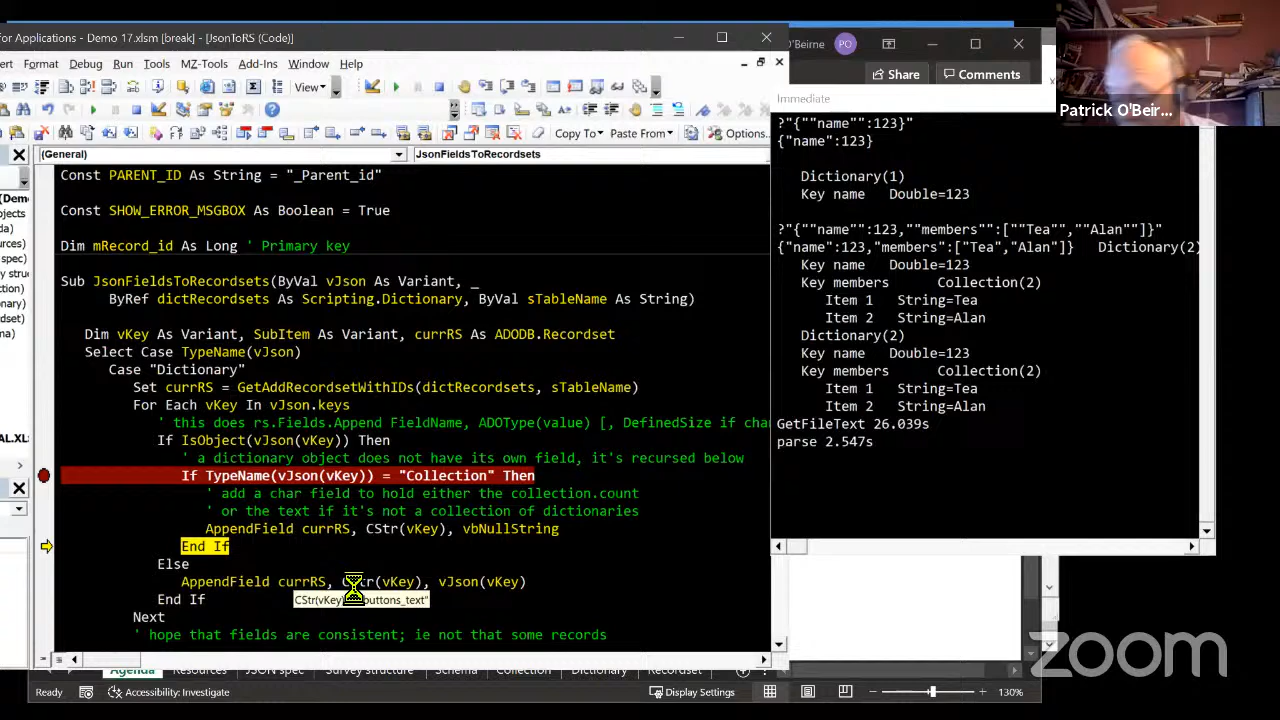 for Applications - Demo 17.xlsm [break] - [JsonToRS (Code)]
ert Format Debug Run Tools MZ-Tools Add-Ins Window Help
View
Copy To Paste From Options...
(General) JsonFieldsToRecordsets
Const PARENT_ID As String = "_Parent_id"
Const SHOW_ERROR_MSGBOX As Boolean = True
Dim mRecord_id As Long ' Primary key
Sub JsonFieldsToRecordsets(ByVal vJson As Variant, _
ByRef dictRecordsets As Scripting.Dictionary, ByVal sTableName As String)
Dim vKey As Variant, SubItem As Variant, currRS As ADODB.Recordset
Select Case TypeName(vJson)
Case "Dictionary"
Set currRS = GetAddRecordsetWithIDs(dictRecordsets, sTableName)
For Each vKey In vJson.keys
' this does rs.Fields.Append FieldName, ADOType(value) [, DefinedSize if char
If IsObject(vJson(vKey)) Then
' a dictionary object does not have its own field, it's recursed below
If TypeName(vJson(vKey)) = "Collection" Then
' add a char field to hold either the collection.count
' or the text if it's not a collection of dictionaries
AppendField currRS, CStr(vKey), vbNullString
End If
Else
AppendField currRS, CStr(vKey), vJson(vKey)
CStr(vKey) buttons_text"
End If
Next
' hope that fields are consistent; ie not that some records
(Demo
objects
da)
ources)
y struc
ction)
ary)
rdset)
ma)
AL.XLS
O'Beirne PO
Share Comments
Immediate
?"{""name"":123}"
{"name":123}
Dictionary(1)
Key name Double=123
?"{""name"":123,""members"":[""Tea"",""Alan""]}"
{"name":123,"members":["Tea","Alan"]} Dictionary(2)
Key name Double=123
Key members Collection(2)
Item 1 String=Tea
Item 2 String=Alan
Dictionary(2)
Key name Double=123
Key members Collection(2)
Item 1 String=Tea
Item 2 String=Alan
GetFileText 26.039s
parse 2.547s
Patrick O'Beir...
Agenda Resources JSON spec Survey structure Schema Collection Dictionary Recordset
Ready Accessibility: Investigate Display Settings 130%
zoom